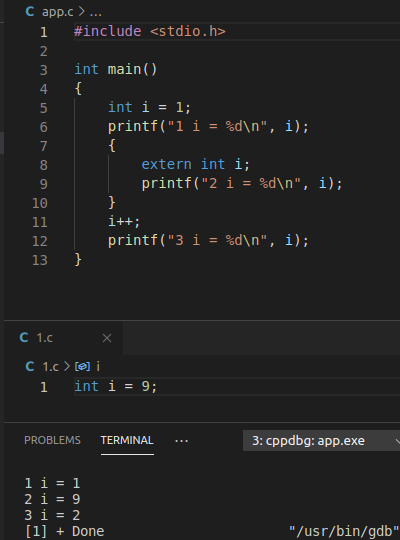 C app.c > ...
1 #include <stdio.h>
2
3 int main()
4 {
5     int i = 1;
6     printf("1 i = %d\n", i);
7     {
8         extern int i;
9         printf("2 i = %d\n", i);
10     }
11     i++;
12     printf("3 i = %d\n", i);
13 }
C 1.c ×
C 1.c > i
1 int i = 9;
PROBLEMS TERMINAL ··· 3: cppdbg: app.exe
1 i = 1
2 i = 9
3 i = 2
[1] + Done "/usr/bin/gdb"